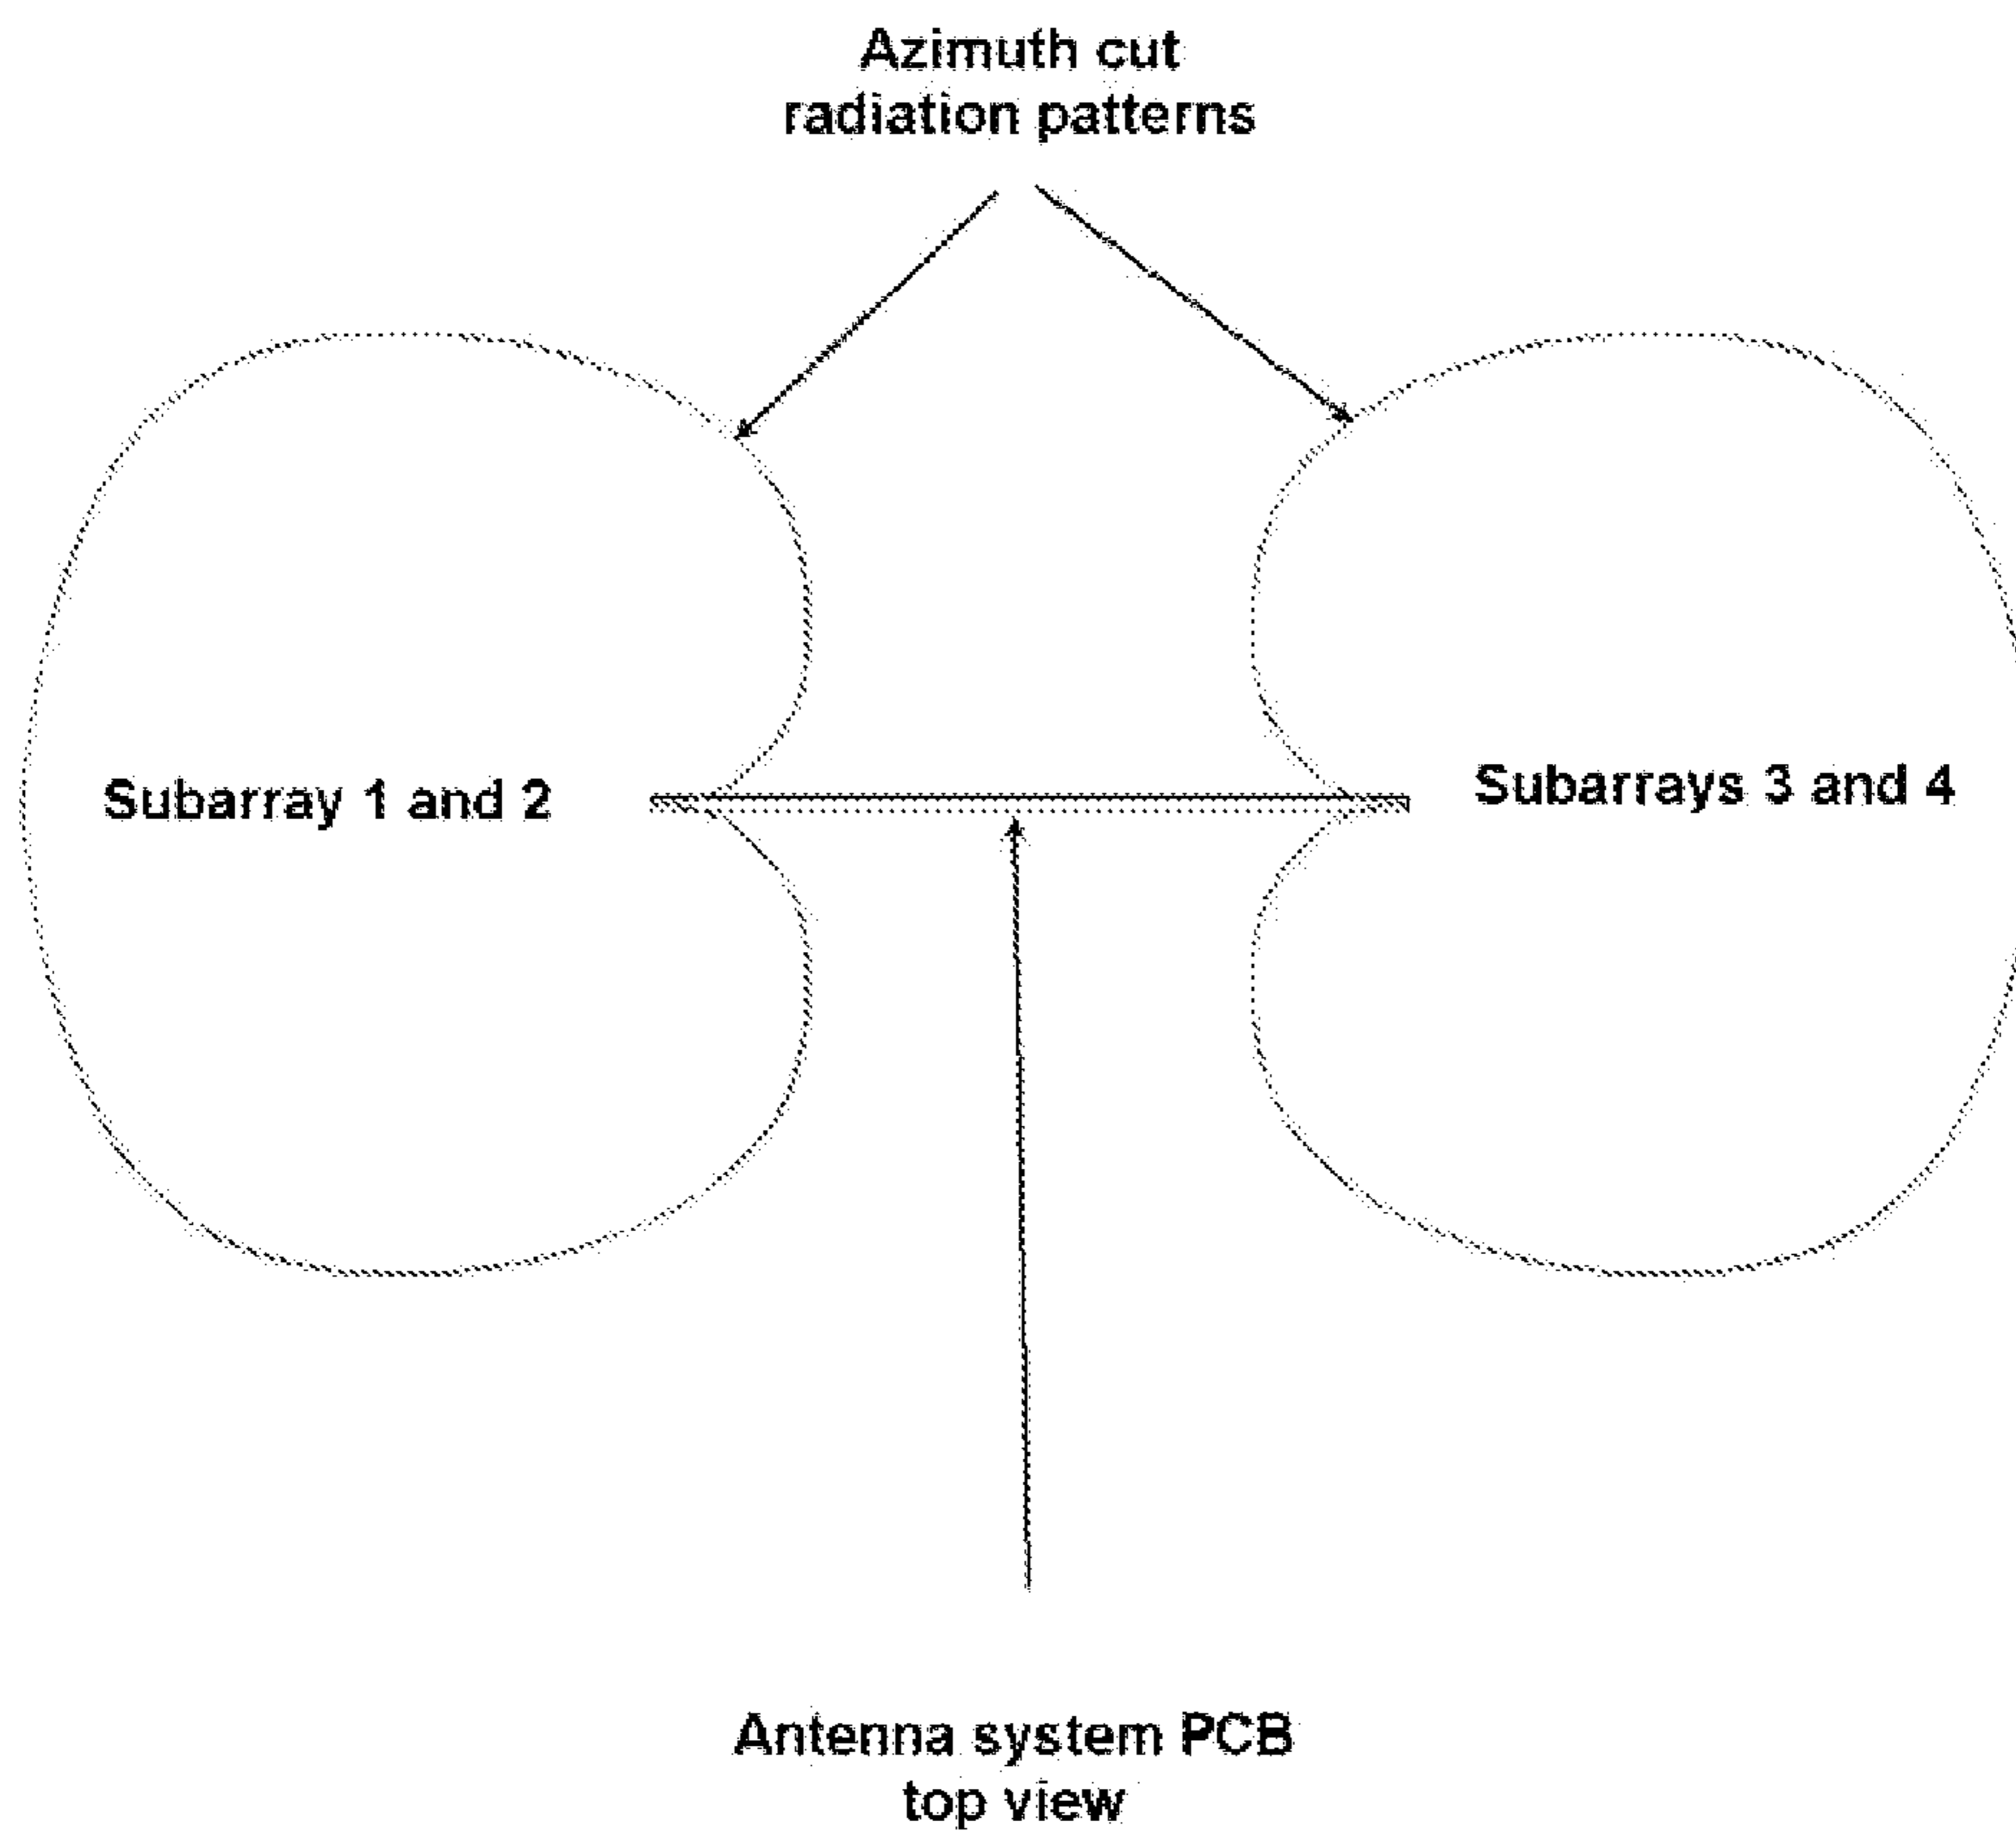 Azimuth cut
radiation patterns
Subarray 1 and 2
Subarrays 3 and 4
Antenna system PCB
top view